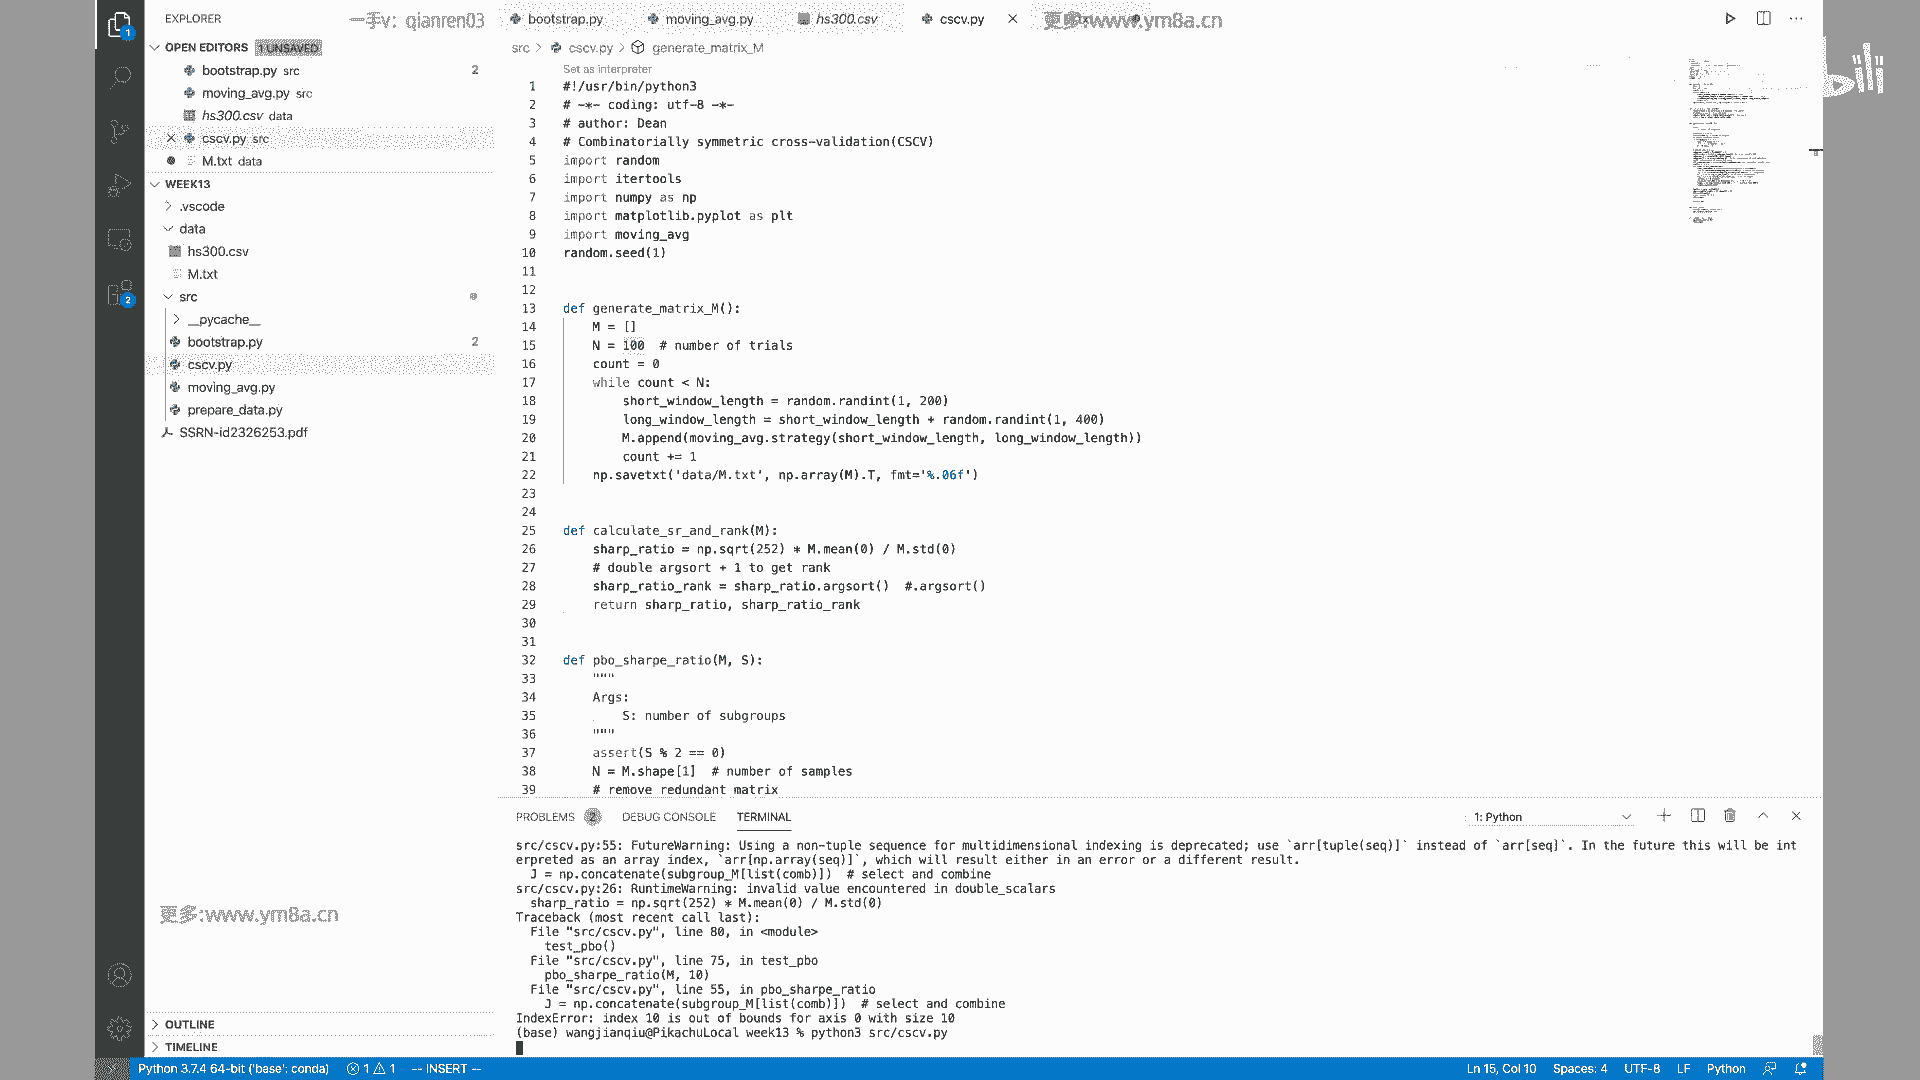 EXPLORER
一手v: qianren03
bootstrap.py
moving_avg.py
hs300.csv
cscv.py
更多:www.ym8a.cn
bili
OPEN EDITORS 1 UNSAVED
bootstrap.py src 2
moving_avg.py src
hs300.csv data
cscv.py src
M.txt data
WEEK13
.vscode
data
hs300.csv
M.txt
src
__pycache__
bootstrap.py 2
cscv.py
moving_avg.py
prepare_data.py
SSRN-id2326253.pdf
更多:www.ym8a.cn
OUTLINE
TIMELINE
src > cscv.py > generate_matrix_M
Set as interpreter
1 #!/usr/bin/python3
2 # -*- coding: utf-8 -*-
3 # author: Dean
4 # Combinatorially symmetric cross-validation(CSCV)
5 import random
6 import itertools
7 import numpy as np
8 import matplotlib.pyplot as plt
9 import moving_avg
10 random.seed(1)
11
12
13 def generate_matrix_M():
14 M = []
15 N = 100 # number of trials
16 count = 0
17 while count < N:
18 short_window_length = random.randint(1, 200)
19 long_window_length = short_window_length + random.randint(1, 400)
20 M.append(moving_avg.strategy(short_window_length, long_window_length))
21 count += 1
22 np.savetxt('data/M.txt', np.array(M).T, fmt='%.06f')
23
24
25 def calculate_sr_and_rank(M):
26 sharp_ratio = np.sqrt(252) * M.mean(0) / M.std(0)
27 # double argsort + 1 to get rank
28 sharp_ratio_rank = sharp_ratio.argsort() #.argsort()
29 return sharp_ratio, sharp_ratio_rank
30
31
32 def pbo_sharpe_ratio(M, S):
33 """
34 Args:
35 S: number of subgroups
36 """
37 assert(S % 2 == 0)
38 N = M.shape[1] # number of samples
39 # remove redundant matrix
PROBLEMS 2 DEBUG CONSOLE TERMINAL
1: Python
src/cscv.py:55: FutureWarning: Using a non-tuple sequence for multidimensional indexing is deprecated; use `arr[tuple(seq)]` instead of `arr[seq]`. In the future this will be int
erpreted as an array index, `arr[np.array(seq)]`, which will result either in an error or a different result.
J = np.concatenate(subgroup_M[list(comb)]) # select and combine
src/cscv.py:26: RuntimeWarning: invalid value encountered in double_scalars
sharp_ratio = np.sqrt(252) * M.mean(0) / M.std(0)
Traceback (most recent call last):
File "src/cscv.py", line 80, in <module>
test_pbo()
File "src/cscv.py", line 75, in test_pbo
pbo_sharpe_ratio(M, 10)
File "src/cscv.py", line 55, in pbo_sharpe_ratio
J = np.concatenate(subgroup_M[list(comb)]) # select and combine
IndexError: index 10 is out of bounds for axis 0 with size 10
(base) wangjianqiu@PikachuLocal week13 % python3 src/cscv.py
Python 3.7.4 64-bit ('base': conda) 1 1 -- INSERT --
Ln 15, Col 10 Spaces: 4 UTF-8 LF Python